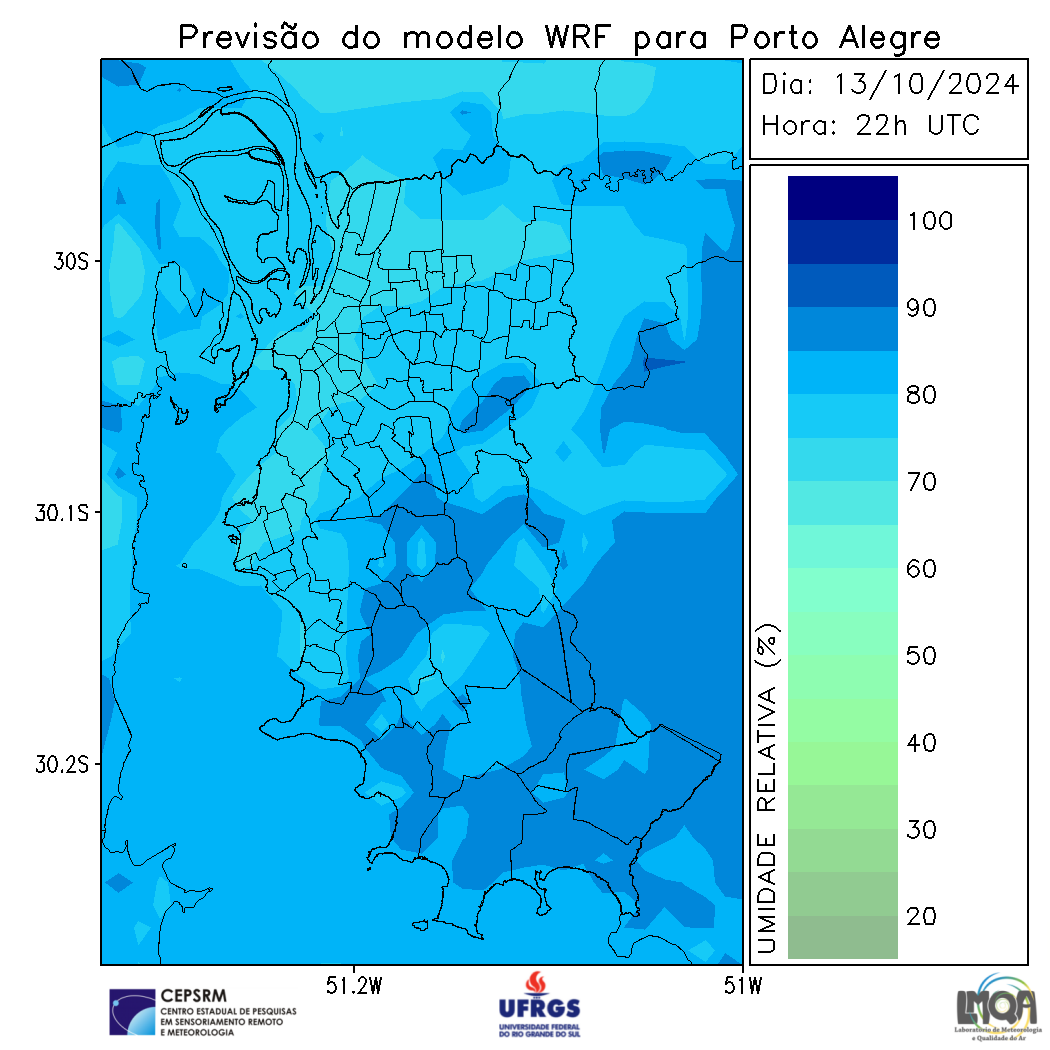 Previsão do modelo WRF para Porto Alegre
Dia: 13/10/2024
Hora: 22h UTC
30S
30.1S
30.2S
51.2W
51W
UMIDADE RELATIVA (%)
100
90
80
70
60
50
40
30
20
CEPSRM
CENTRO ESTADUAL DE PESQUISAS
EM SENSORIAMENTO REMOTO
E METEOROLOGIA
UFRGS
UNIVERSIDADE FEDERAL
DO RIO GRANDE DO SUL
LMQA
Laboratório de Meteorologia
e Qualidade do Ar